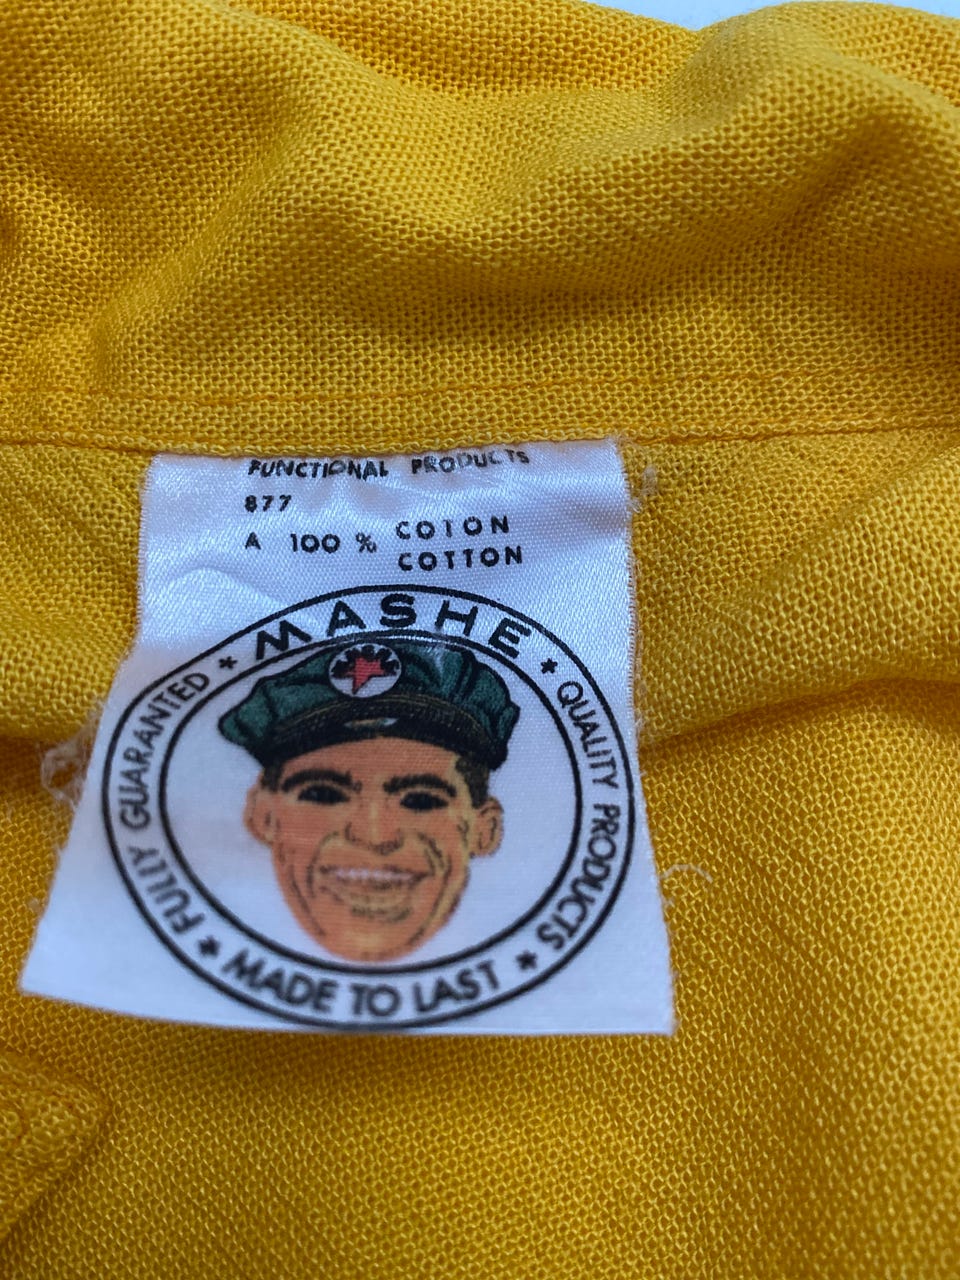 FUNCTIONAL PRODUCTS
877
A 100 % COTON
COTTON
MASHE
* QUALITY PRODUCTS
* MADE TO LAST *
FULLY GUARANTEED *